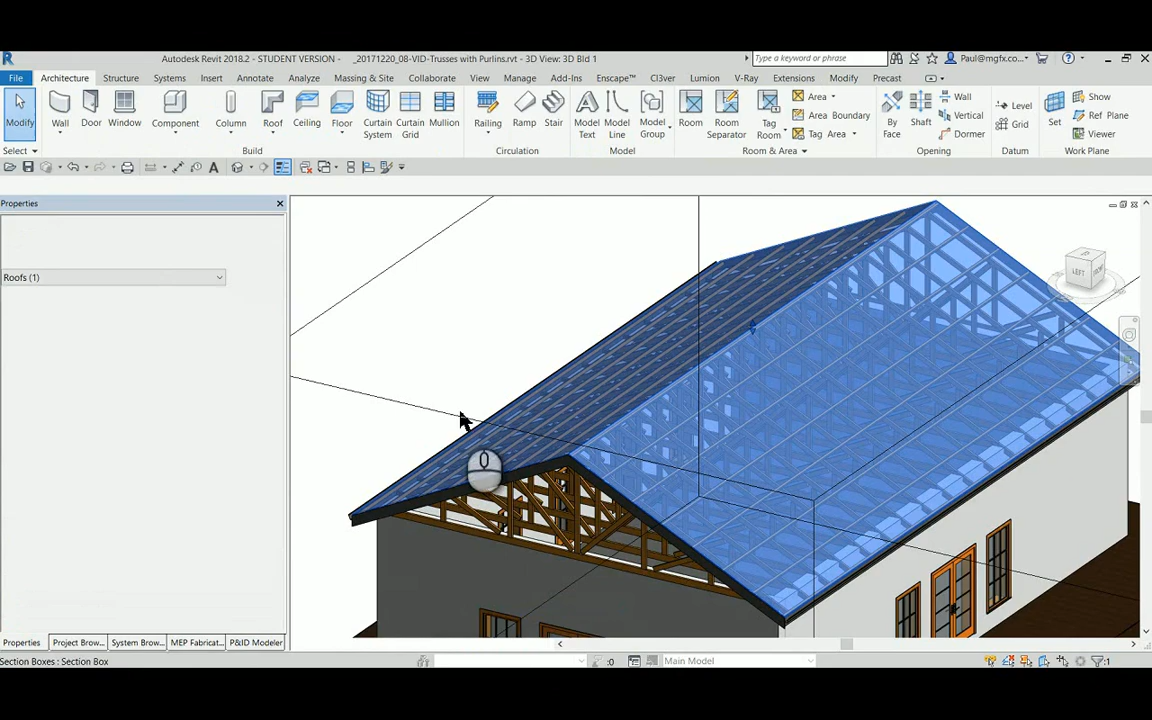 Autodesk Revit 2018.2 - STUDENT VERSION - _20171220_08-VID-Trusses with Purlins.rvt - 3D View: 3D Bld 1
Type a keyword or phrase
Paul@mgfx.co...
File Architecture Structure Systems Insert Annotate Analyze Massing & Site Collaborate View Manage Add-Ins Enscape™ CI3ver Lumion V-Ray Extensions Modify Precast
Modify
Wall Door Window Component Column Roof Ceiling Floor Curtain System Curtain Grid Mullion
Railing Ramp Stair
Model Text Model Line Model Group
Room Room Separator Tag Room
Area
Area Boundary
Tag Area
By Face Shaft
Wall
Vertical
Dormer
Level
Grid
Set
Show
Ref Plane
Viewer
Select Build Circulation Model Room & Area Opening Datum Work Plane
Properties
Roofs (1)
LEFT
Properties Project Brow... System Brow... MEP Fabricat... P&ID Modeler
Section Boxes : Section Box
:0
Main Model
:1